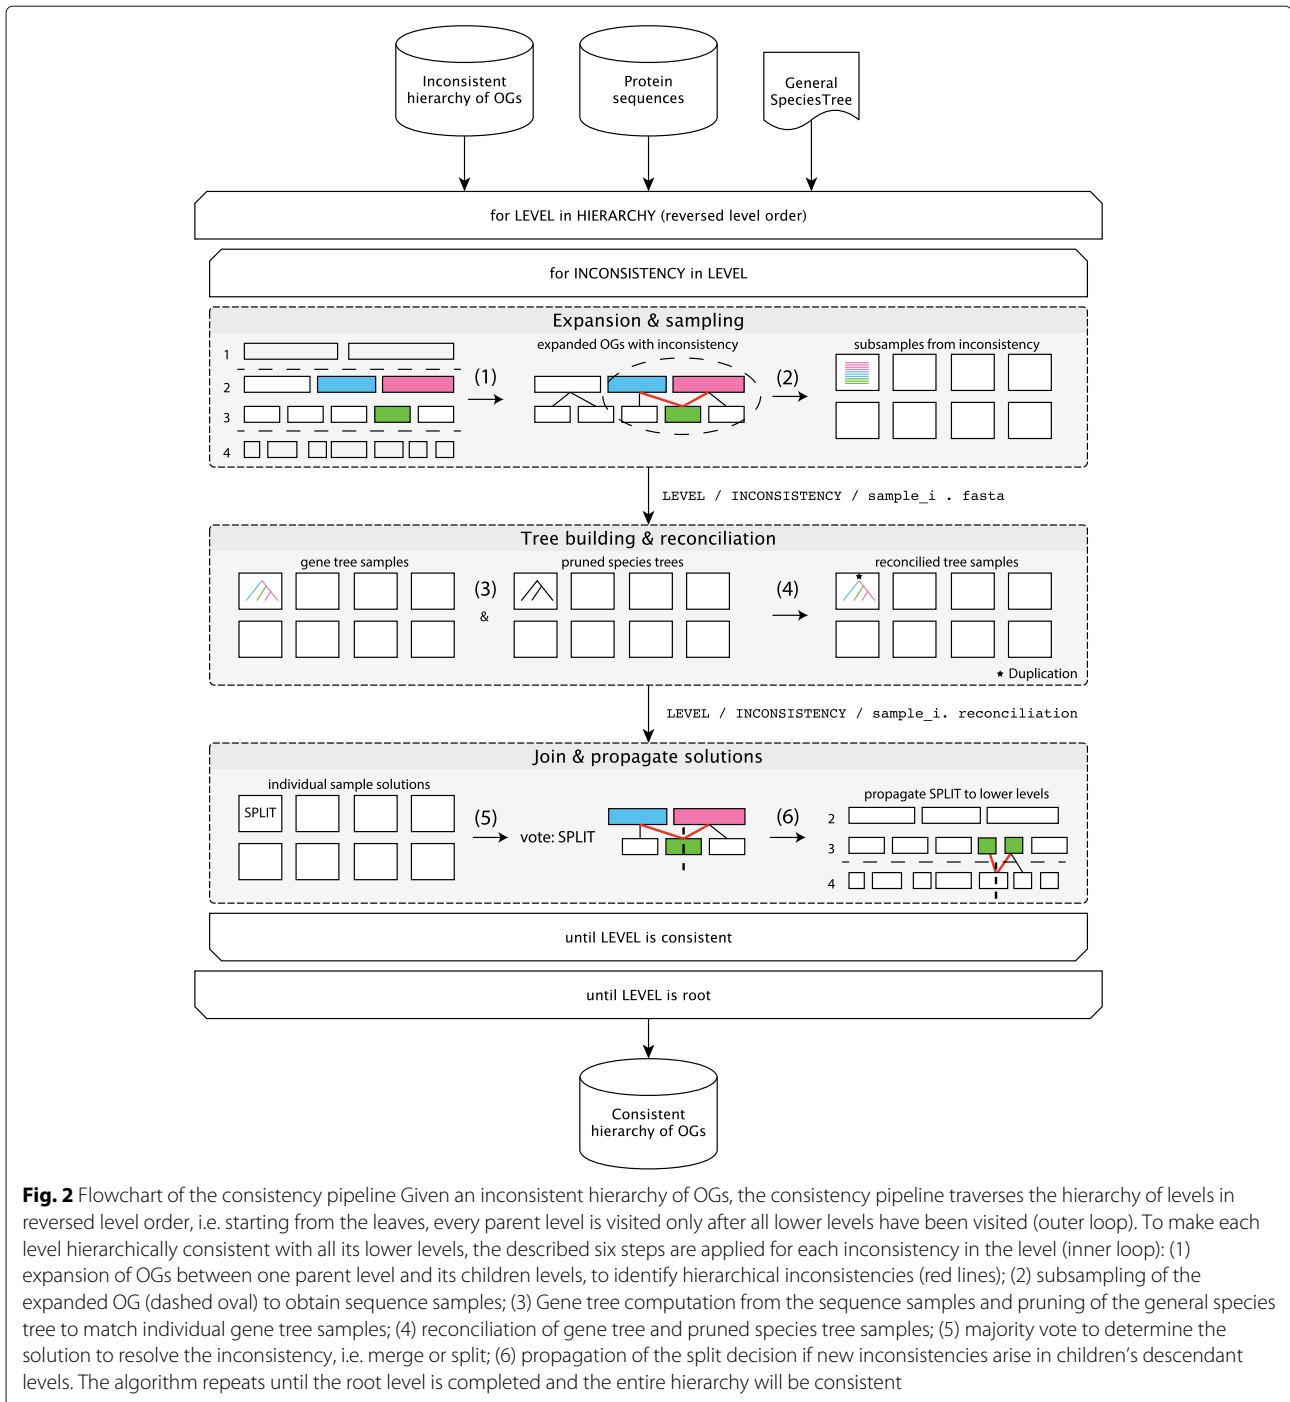 Inconsistent
hierarchy of OGs
Protein
sequences
General
SpeciesTree
for LEVEL in HIERARCHY (reversed level order)
for INCONSISTENCY in LEVEL
Expansion & sampling
expanded OGs with inconsistency
subsamples from inconsistency
1
2
3
4
(1)
(2)
LEVEL / INCONSISTENCY / sample_i . fasta
Tree building & reconciliation
gene tree samples
pruned species trees
reconcilied tree samples
(3)
&
(4)
★ Duplication
LEVEL / INCONSISTENCY / sample_i. reconciliation
Join & propagate solutions
individual sample solutions
propagate SPLIT to lower levels
SPLIT
(5)
vote: SPLIT
(6)
2
3
4
until LEVEL is consistent
until LEVEL is root
Consistent
hierarchy of OGs
Fig. 2 Flowchart of the consistency pipeline Given an inconsistent hierarchy of OGs, the consistency pipeline traverses the hierarchy of levels in
reversed level order, i.e. starting from the leaves, every parent level is visited only after all lower levels have been visited (outer loop). To make each
level hierarchically consistent with all its lower levels, the described six steps are applied for each inconsistency in the level (inner loop): (1)
expansion of OGs between one parent level and its children levels, to identify hierarchical inconsistencies (red lines); (2) subsampling of the
expanded OG (dashed oval) to obtain sequence samples; (3) Gene tree computation from the sequence samples and pruning of the general species
tree to match individual gene tree samples; (4) reconciliation of gene tree and pruned species tree samples; (5) majority vote to determine the
solution to resolve the inconsistency, i.e. merge or split; (6) propagation of the split decision if new inconsistencies arise in children's descendant
levels. The algorithm repeats until the root level is completed and the entire hierarchy will be consistent